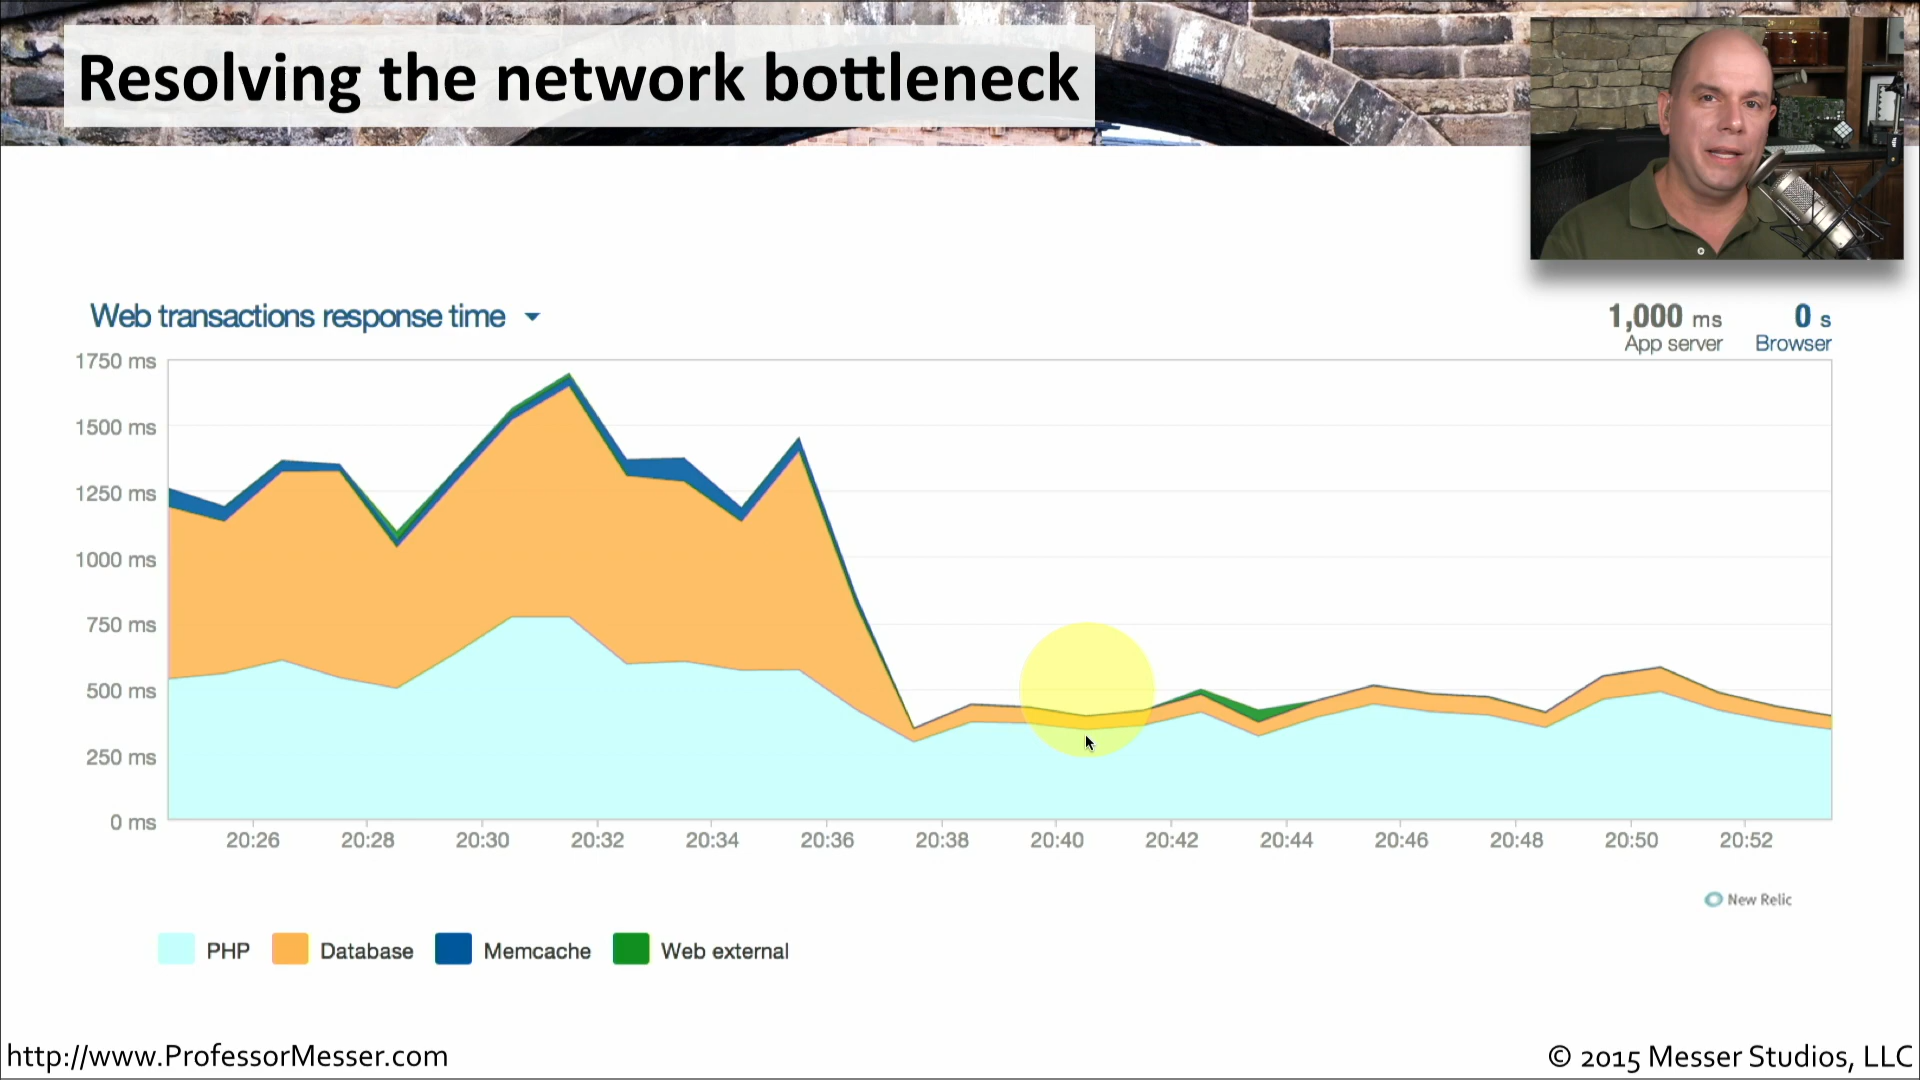 Resolving the network bottleneck
Web transactions response time
1,000 ms
App server
0 s
Browser
1750 ms
1500 ms
1250 ms
1000 ms
750 ms
500 ms
250 ms
0 ms
20:26 20:28 20:30 20:32 20:34 20:36 20:38 20:40 20:42 20:44 20:46 20:48 20:50 20:52
New Relic
PHP Database Memcache Web external
http://www.ProfessorMesser.com
© 2015 Messer Studios, LLC